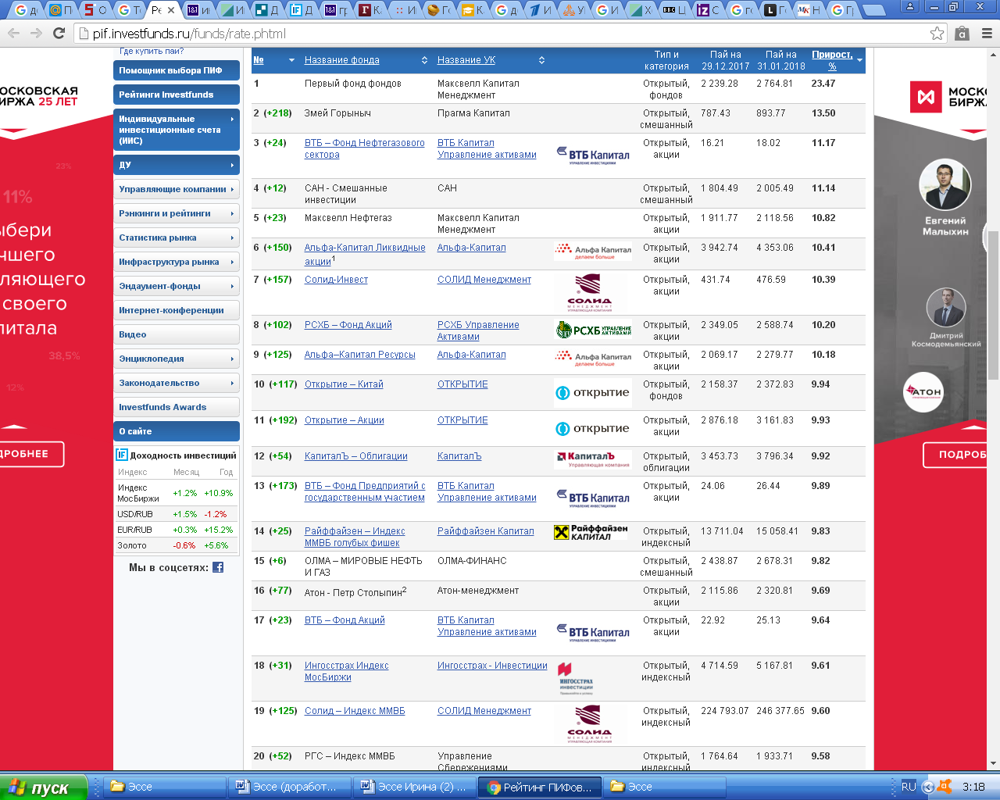 pif.investfunds.ru/funds/rate.phtml
МОСКОВСКАЯ
БИРЖА 25 ЛЕТ
23%
11%
38,5%
12%
Где купить паи?
Помощник выбора ПИФ
Рейтинги Investfunds
Индивидуальные
инвестиционные счета
(ИИС)
ДУ
Управляющие компании
Рэнкинги и рейтинги
Статистика рынка
Инфраструктура рынка
Эндаумент-фонды
Интернет-конференции
Видео
Энциклопедия
Законодательство
Investfunds Awards
О сайте
IF Доходность инвестиций
Индекс Месяц Год
Индекс
МосБиржи +1.2% +10.9%
USD/RUB +1.5% -1.2%
EUR/RUB +0.3% +15.2%
Золото -0.6% +5.6%
Мы в соцсетях:
№ Название фонда Название УК Тип и категория Пай на 29.12.2017 Пай на 31.01.2018 Прирост, %
1 Первый фонд фондов Максвелл Капитал Менеджмент Открытый, фондов 2 239.28 2 764.81 23.47
2 (+218) Змей Горыныч Прагма Капитал Открытый, смешанный 787.43 893.77 13.50
3 (+24) ВТБ – Фонд Нефтегазового сектора ВТБ Капитал Управление активами ВТБ Капитал УПРАВЛЕНИЕ ИНВЕСТИЦИЯМИ Открытый, акции 16.21 18.02 11.17
4 (+12) САН - Смешанные инвестиции САН Открытый, смешанный 1 804.49 2 005.49 11.14
5 (+23) Максвелл Нефтегаз Максвелл Капитал Менеджмент Открытый, акции 1 911.77 2 118.56 10.82
6 (+150) Альфа-Капитал Ликвидные акции1 Альфа-Капитал Альфа Капитал делаем больше Открытый, акции 3 942.74 4 353.06 10.41
7 (+157) Солид-Инвест СОЛИД Менеджмент СОЛИД МЕНЕДЖМЕНТ УПРАВЛЯЮЩАЯ КОМПАНИЯ Открытый, акции 431.74 476.59 10.39
8 (+102) РСХБ – Фонд Акций РСХБ Управление Активами РСХБ УПРАВЛЕНИЕ АКТИВАМИ Открытый, акции 2 349.05 2 588.74 10.20
9 (+125) Альфа–Капитал Ресурсы Альфа-Капитал Альфа Капитал делаем больше Открытый, акции 2 069.17 2 279.77 10.18
10 (+117) Открытие – Китай ОТКРЫТИЕ открытие Открытый, фондов 2 158.37 2 372.83 9.94
11 (+192) Открытие – Акции ОТКРЫТИЕ открытие Открытый, акции 2 876.18 3 161.83 9.93
12 (+54) КапиталЪ – Облигации КапиталЪ КапиталЪ Управляющая компания Открытый, облигации 3 453.73 3 796.34 9.92
13 (+173) ВТБ – Фонд Предприятий с государственным участием ВТБ Капитал Управление активами ВТБ Капитал УПРАВЛЕНИЕ ИНВЕСТИЦИЯМИ Открытый, акции 24.06 26.44 9.89
14 (+25) Райффайзен – Индекс ММВБ голубых фишек Райффайзен Капитал Райффайзен КАПИТАЛ Открытый, индексный 13 711.04 15 058.41 9.83
15 (+6) ОЛМА – МИРОВЫЕ НЕФТЬ И ГАЗ ОЛМА-ФИНАНС Открытый, смешанный 2 438.87 2 678.31 9.82
16 (+77) Атон - Петр Столыпин2 Атон-менеджмент Открытый, акции 2 115.86 2 320.81 9.69
17 (+23) ВТБ – Фонд Акций ВТБ Капитал Управление активами ВТБ Капитал УПРАВЛЕНИЕ ИНВЕСТИЦИЯМИ Открытый, акции 22.92 25.13 9.64
18 (+31) Ингосстрах Индекс МосБиржи Ингосстрах - Инвестиции ИНГОССТРАХ ИНВЕСТИЦИИ Открытый, индексный 4 714.59 5 167.81 9.61
19 (+125) Солид – Индекс ММВБ СОЛИД Менеджмент СОЛИД МЕНЕДЖМЕНТ УПРАВЛЯЮЩАЯ КОМПАНИЯ Открытый, индексный 224 793.07 246 377.65 9.60
20 (+52) РГС – Индекс ММВБ Управление Сбережениями Открытый, индексный 1 764.64 1 933.71 9.58
Евгений
Малыхин
Дмитрий
Космодемьянский
АТОН
пуск
Эссе
Эссе (доработ...
Эссе Ирина (2) ...
Рейтинг ПИФов...
Эссе
RU
3:18